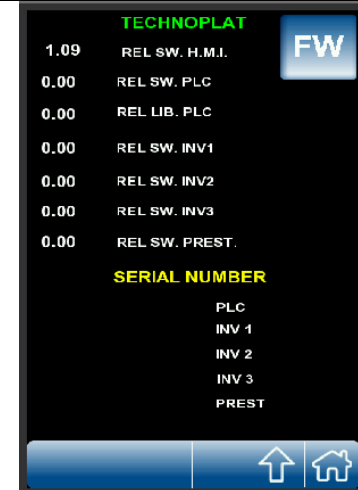 TECHNOPLAT
FW
1.09 REL SW. H.M.I.
0.00 REL SW. PLC
0.00 REL LIB. PLC
0.00 REL SW. INV1
0.00 REL SW. INV2
0.00 REL SW. INV3
0.00 REL SW. PREST.
SERIAL NUMBER
PLC
INV 1
INV 2
INV 3
PREST